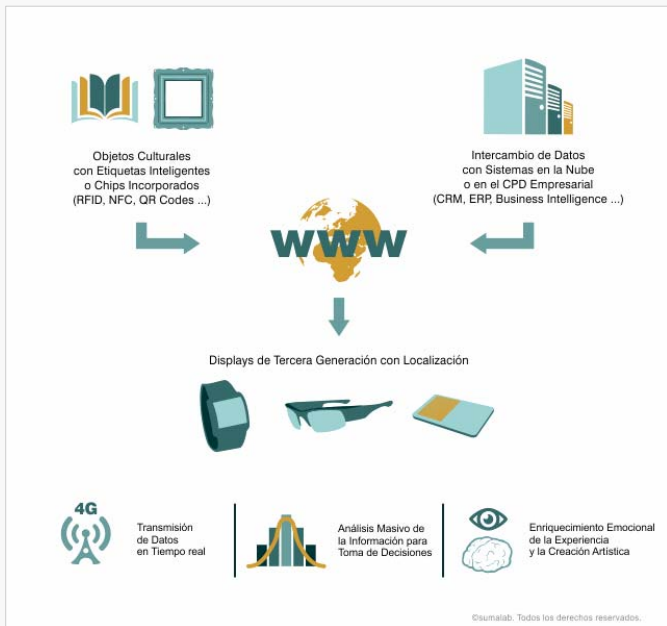 Objetos Culturales
con Etiquetas Inteligentes
o Chips Incorporados
(RFID, NFC, QR Codes ...)
Intercambio de Datos
con Sistemas en la Nube
o en el CPD Empresarial
(CRM, ERP, Business Intelligence ...)
www
Displays de Tercera Generación con Localización
4G
Transmisión
de Datos
en Tiempo real
Análisis Masivo de
la Información para
Toma de Decisiones
Enriquecimiento Emocional
de la Experiencia
y la Creación Artística
©sumalab. Todos los derechos reservados.